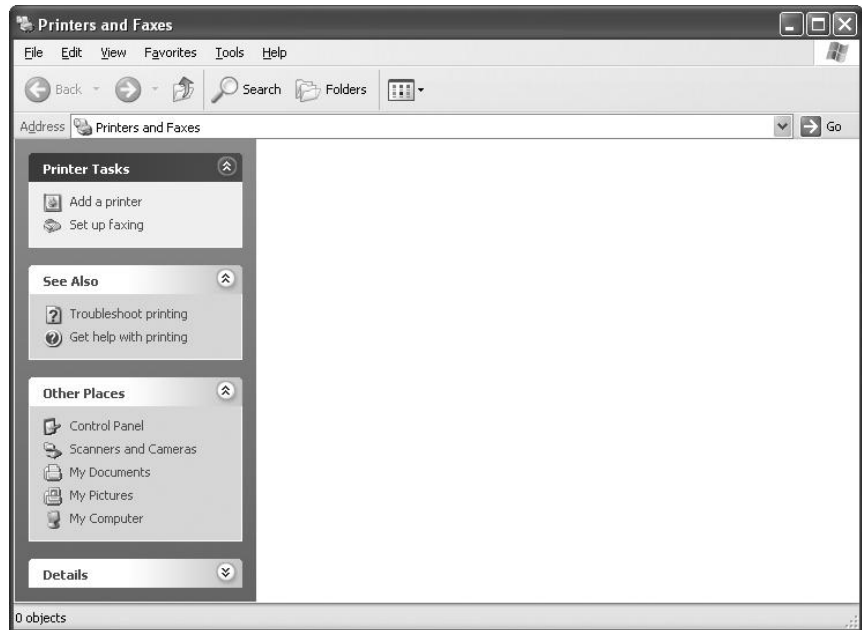 Printers and Faxes
File Edit View Favorites Tools Help
Back Search Folders
Address Printers and Faxes Go
Printer Tasks
Add a printer
Set up faxing
See Also
Troubleshoot printing
Get help with printing
Other Places
Control Panel
Scanners and Cameras
My Documents
My Pictures
My Computer
Details
0 objects